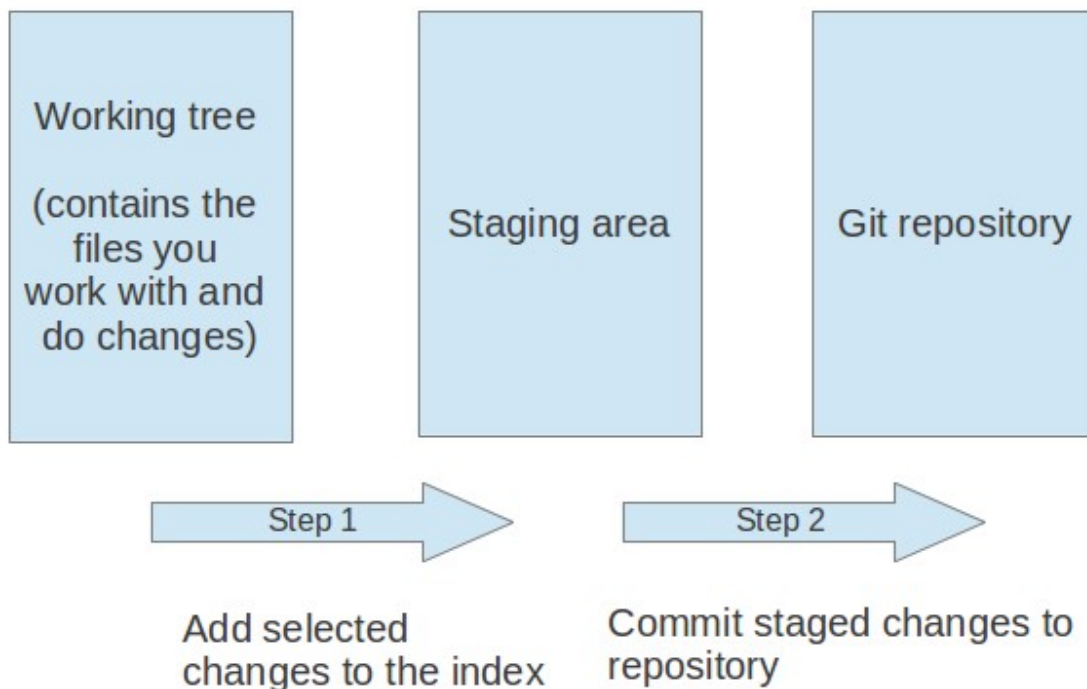 Working tree
(contains the
files you
work with and
do changes)
Staging area
Git repository
Step 1
Step 2
Add selected
changes to the index
Commit staged changes to
repository